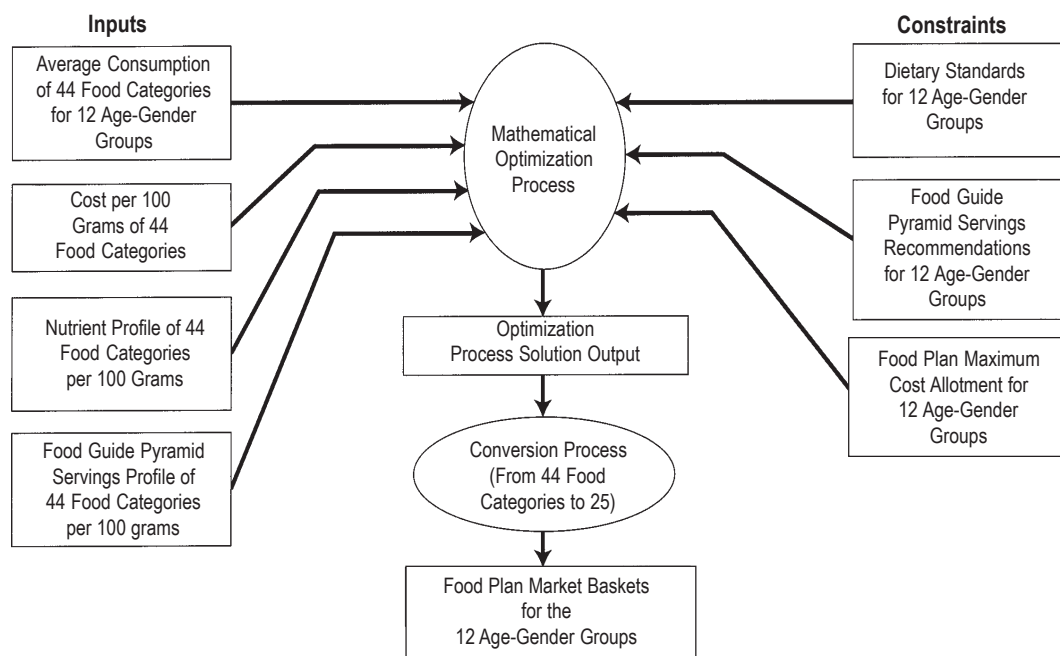 Inputs
Average Consumption
of 44 Food Categories
for 12 Age-Gender
Groups
Cost per 100
Grams of 44
Food Categories
Nutrient Profile of 44
Food Categories
per 100 Grams
Food Guide Pyramid
Servings Profile of
44 Food Categories
per 100 grams
Mathematical
Optimization
Process
Optimization
Process Solution Output
Conversion Process
(From 44 Food
Categories to 25)
Food Plan Market Baskets
for the
12 Age-Gender Groups
Constraints
Dietary Standards
for 12 Age-Gender
Groups
Food Guide
Pyramid Servings
Recommendations
for 12 Age-Gender
Groups
Food Plan Maximum
Cost Allotment for
12 Age-Gender
Groups